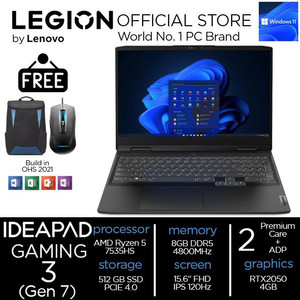 LEGION
by Lenovo
OFFICIAL STORE
World No. 1 PC Brand
Windows 11
FREE
Build in
OHS 2021
IDEAPAD
GAMING
3
(Gen 7)
processor
AMD Ryzen 5
7535HS
storage
512 GB SSD
PCIE 4.0
memory
8GB DDR5
4800MHz
screen
15.6" FHD
IPS 120Hz
2 Premium
Care
+
ADP
graphics
RTX2050
4GB